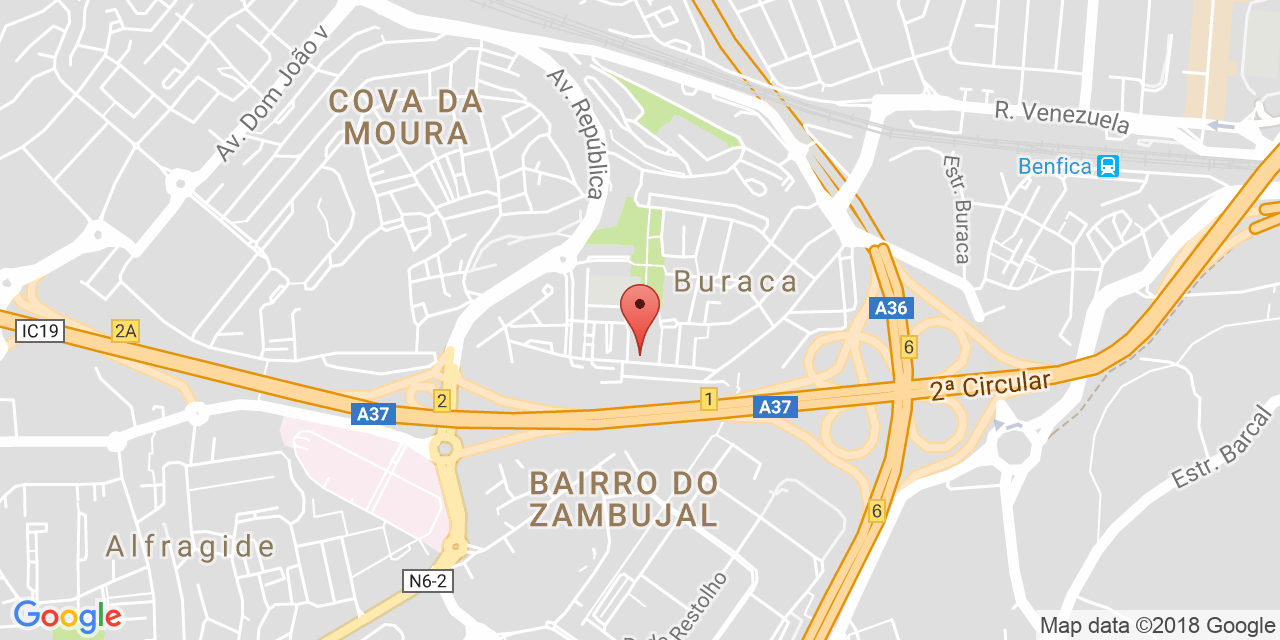 Av. Dom João v
COVA DA
MOURA
Av. República
R. Venezuela
Benfica
Estr. Buraca
Buraca
A36
IC19
2A
6
2ª Circular
2
1
A37
A37
Estr. Barcal
BAIRRO DO
ZAMBUJAL
6
Alfragide
N6-2
Restolho
Google
Map data ©2018 Google